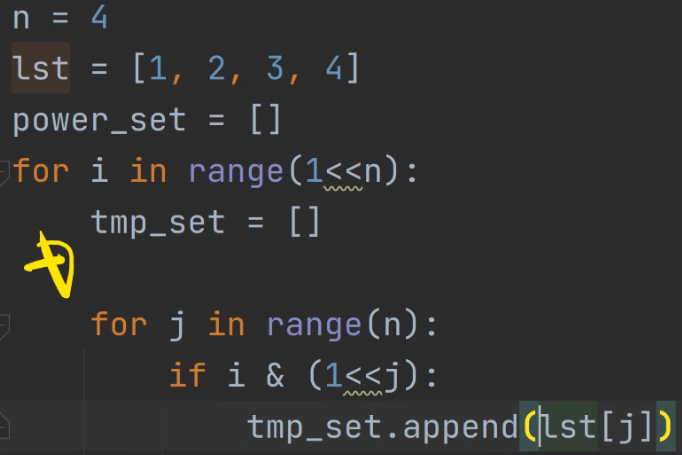 n = 4
lst = [1, 2, 3, 4]
power_set = []
for i in range(1<<n):
tmp_set = []
for j in range(n):
if i & (1<<j):
tmp_set.append(lst[j])